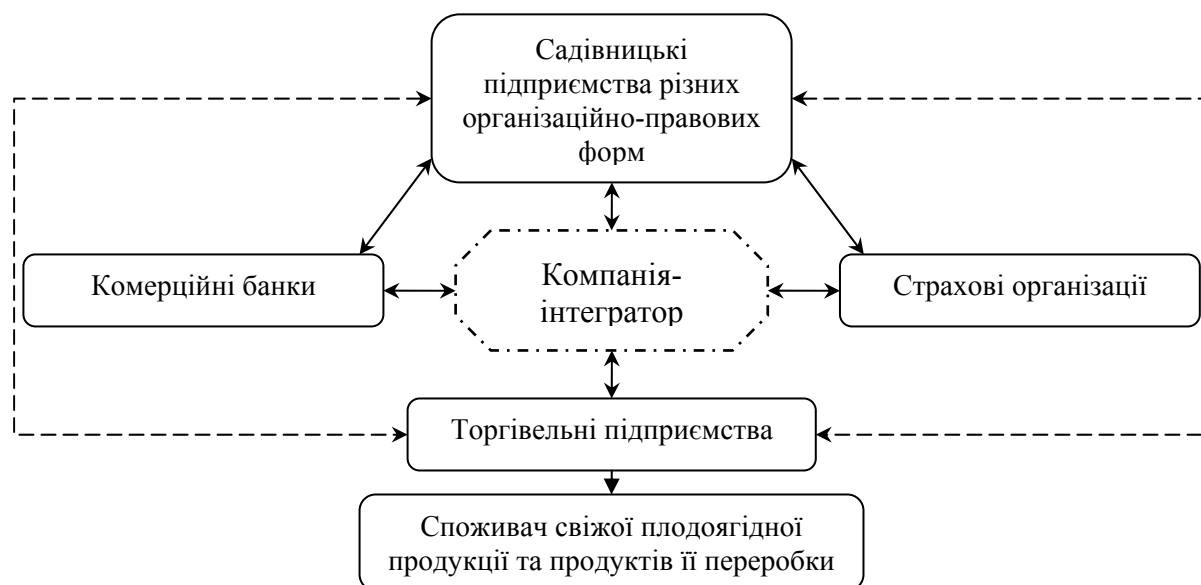 Садівницькі
підприємства різних
організаційно-правових
форм
Комерційні банки
Компанія-
інтегратор
Страхові організації
Торгівельні підприємства
Споживач свіжої плодоягідної
продукції та продуктів її переробки